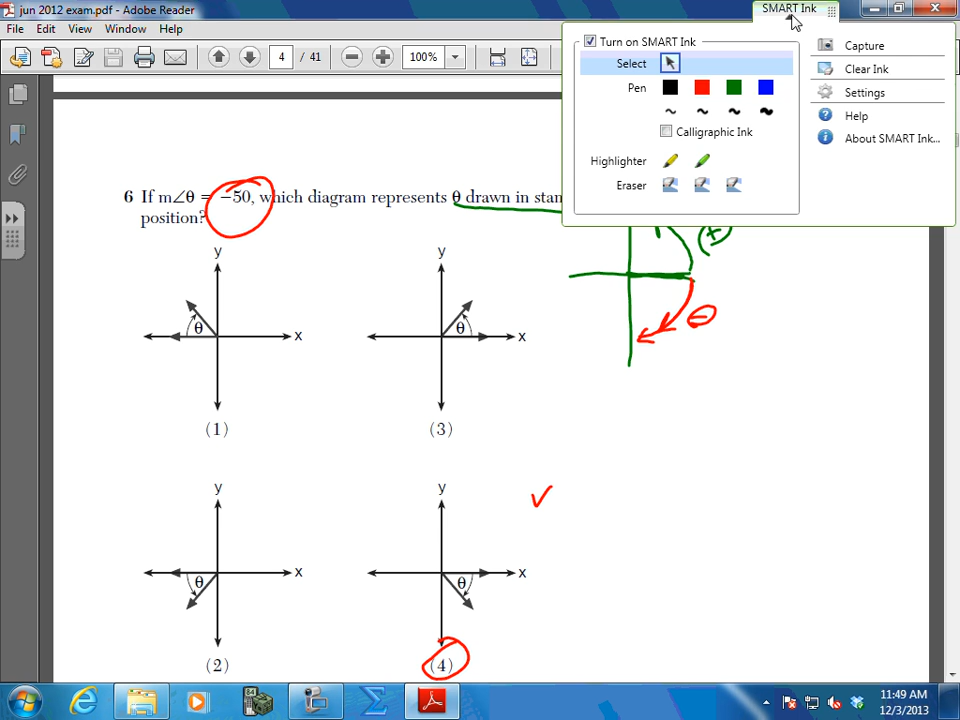 jun 2012 exam.pdf - Adobe Reader
SMART Ink
File Edit View Window Help
4 / 41 100%
Turn on SMART Ink
Select
Pen
Calligraphic Ink
Highlighter
Eraser
Capture
Clear Ink
Settings
Help
About SMART Ink...
6 If m∠θ = −50, which diagram represents θ drawn in stan
position?
(+)
y
θ
x
(1)
y
θ
x
(3)
⊖
y
θ
x
(2)
y
θ
x
(4)
✓
11:49 AM
12/3/2013